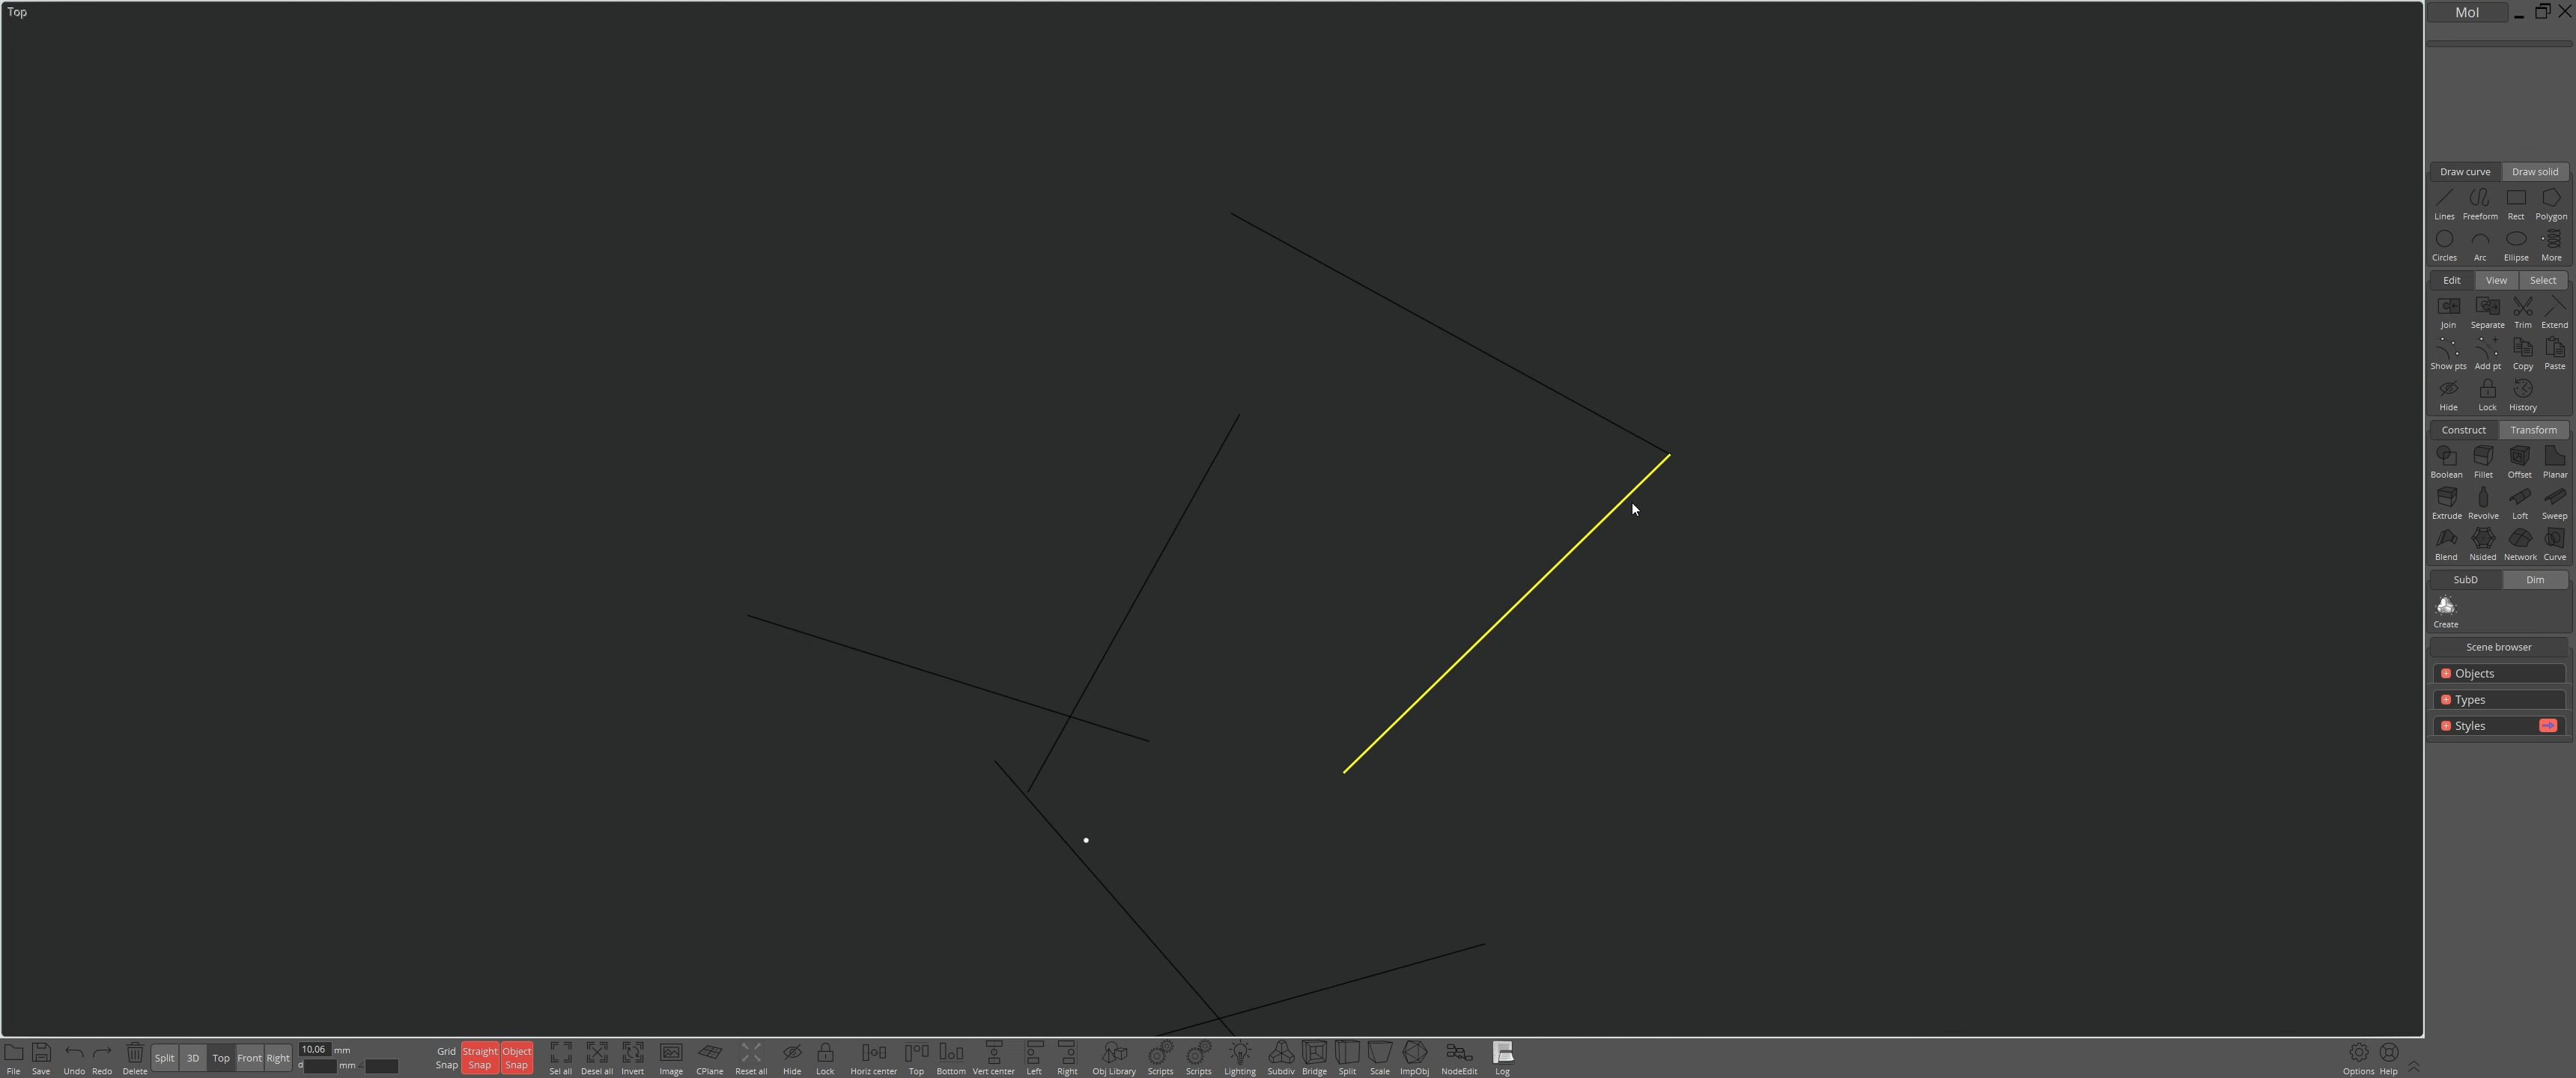 Top
MoI
Draw curve Draw solid
Lines Freeform Rect Polygon
Circles Arc Ellipse More
Edit View Select
Join Separate Trim Extend
Show pts Add pt Copy Paste
Hide Lock History
Construct Transform
Boolean Fillet Offset Planar
Extrude Revolve Loft Sweep
Blend Nsided Network Curve
SubD Dim
Create
Scene browser
Objects
Types
Styles
File Save Undo Redo Delete
Split 3D Top Front Right
10,06 mm
d mm
Grid Snap
Straight Snap
Object Snap
Sel all Desel all Invert Image CPlane Reset all Hide Lock Horiz center Top Bottom Vert center Left Right Obj Library Scripts Scripts Lighting Subdiv Bridge Split Scale ImpObj NodeEdit Log
Options Help